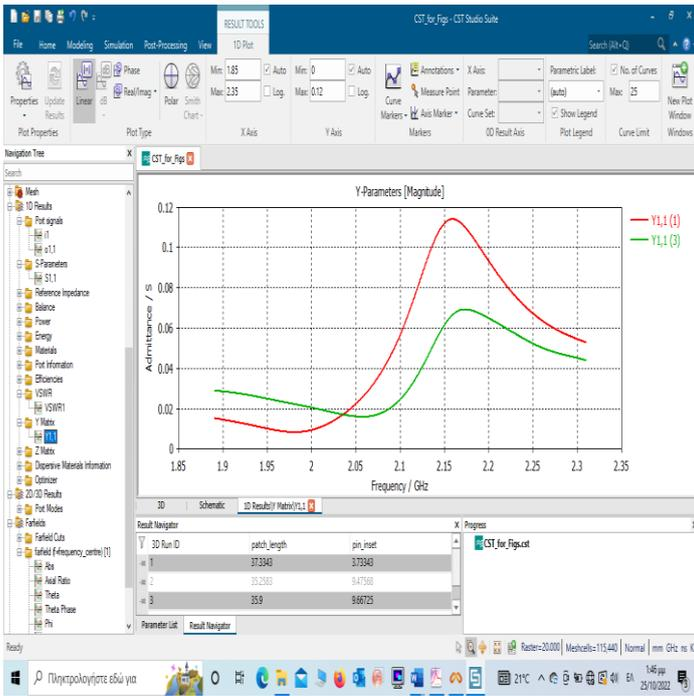 RESULT TOOLS
CST_for_Figs - CST Studio Suite
File Home Modeling Simulation Post-Processing View 1D Plot Search (Alt+Q)
Properties
Update Results
Linear
dB
Phase
Real/Imag
Polar
Smith Chart
Min: 1.85 Auto
Max: 2.35 Log.
Min: 0 Auto
Max: 0.12 Log.
Curve Markers
Annotations
Measure Point
Axis Marker
X Axis:
Parameter:
Curve Set:
Parametric Label:
(auto)
Show Legend
No. of Curves
Max: 25
New Plot Window
Plot Properties Plot Type X Axis Y Axis Markers 0D Result Axis Plot Legend Curve Limit Windows
Navigation Tree X
Search
Mesh
1D Results
Port signals
i1
o1,1
S-Parameters
S1,1
Reference Impedance
Balance
Power
Energy
Materials
Port Information
Efficiencies
VSWR
VSWR1
Y Matrix
Y1,1
Z Matrix
Dispersive Materials Information
Optimizer
2D/3D Results
Port Modes
Farfields
Farfield Cuts
farfield (f=frequency_centre) [1]
Abs
Axial Ratio
Theta
Theta Phase
Phi
CST_for_Figs
Y-Parameters [Magnitude]
Y1,1 (1)
Y1,1 (3)
0.12
0.1
0.08
0.06
0.04
0.02
0
Admittance / S
1.85 1.9 1.95 2 2.05 2.1 2.15 2.2 2.25 2.3 2.35
Frequency / GHz
3D Schematic 1D Results\Y Matrix\Y1,1
Result Navigator X
3D Run ID patch_length pin_inset
1 37.3343 3.73343
2 35.2583 9.47568
3 35.9 9.66725
Parameter List Result Navigator
Progress
CST_for_Figs.cst
Ready
Raster=20.000 Meshcells=115,440 Normal mm GHz ns K
Πληκτρολογήστε εδώ για
21°C
ΕΛ
1:46 μμ
25/10/2022